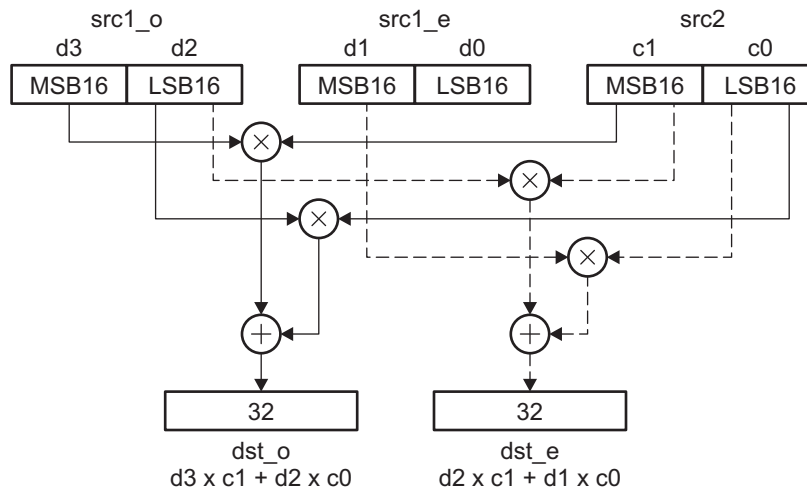 src1_o src1_e src2
d3 d2 d1 d0 c1 c0
MSB16 LSB16 MSB16 LSB16 MSB16 LSB16
×
×
×
×
+ +
32 32
dst_o dst_e
d3 x c1 + d2 x c0 d2 x c1 + d1 x c0